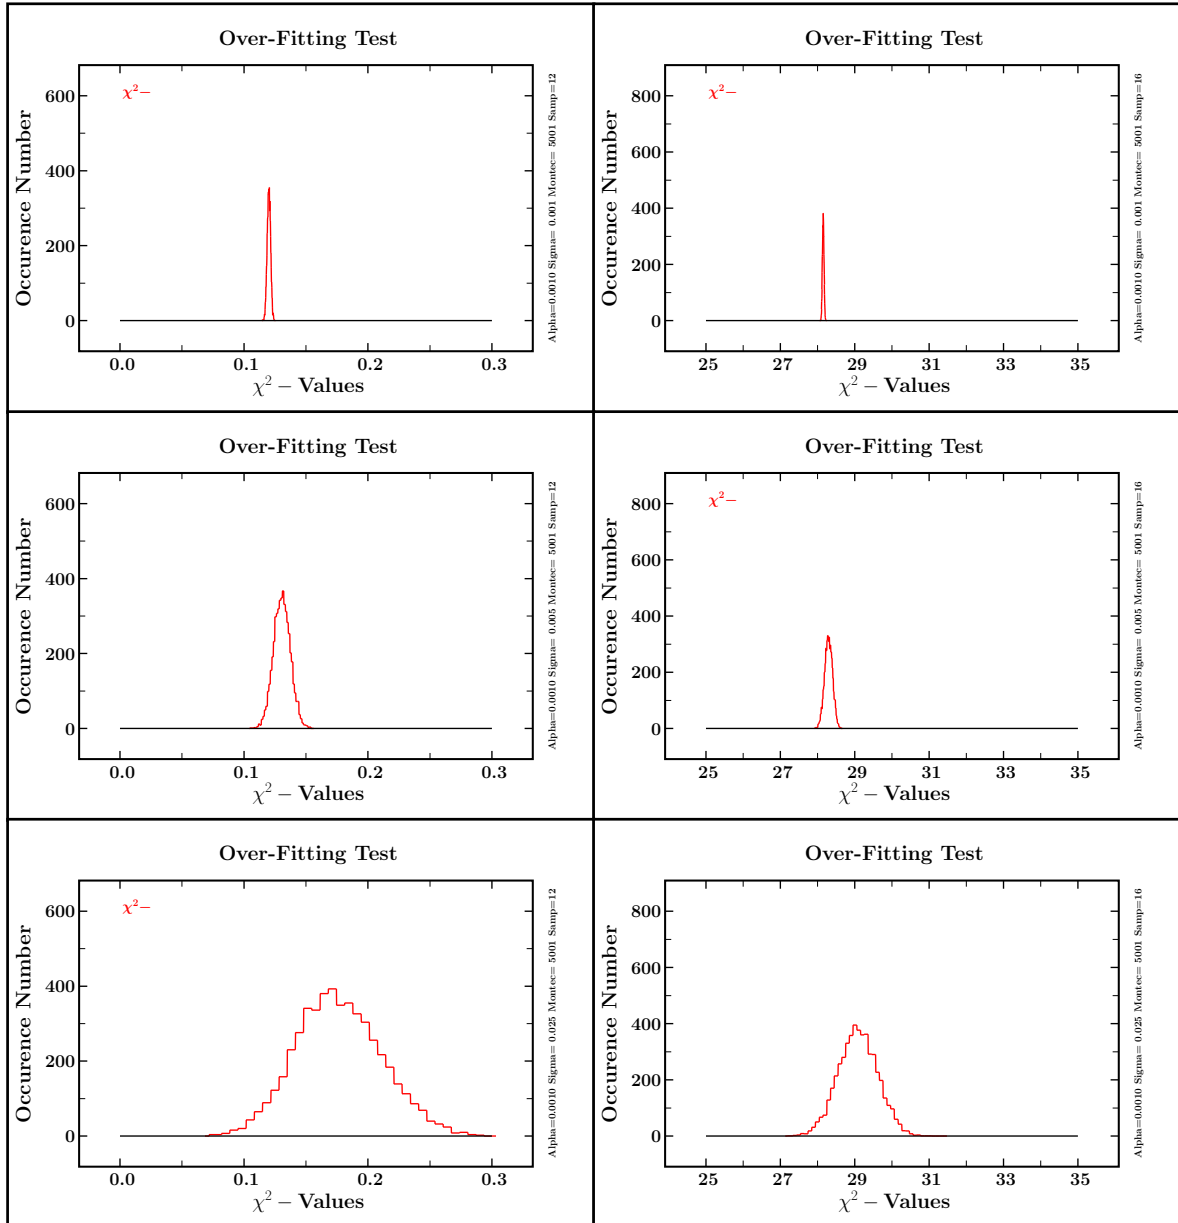 Over-Fitting Test
χ²−
Occurence Number
600
400
200
0
0.0 0.1 0.2 0.3
χ² − Values
Alpha=0.0010 Sigma= 0.001 Montec= 5001 Samp=12
Over-Fitting Test
χ²−
Occurence Number
800
600
400
200
0
25 27 29 31 33 35
χ² − Values
Alpha=0.0010 Sigma= 0.001 Montec= 5001 Samp=16
Over-Fitting Test
Occurence Number
600
400
200
0
0.0 0.1 0.2 0.3
χ² − Values
Alpha=0.0010 Sigma= 0.005 Montec= 5001 Samp=12
Over-Fitting Test
χ²−
Occurence Number
800
600
400
200
0
25 27 29 31 33 35
χ² − Values
Alpha=0.0010 Sigma= 0.005 Montec= 5001 Samp=16
Over-Fitting Test
χ²−
Occurence Number
600
400
200
0
0.0 0.1 0.2 0.3
χ² − Values
Alpha=0.0010 Sigma= 0.025 Montec= 5001 Samp=12
Over-Fitting Test
Occurence Number
800
600
400
200
0
25 27 29 31 33 35
χ² − Values
Alpha=0.0010 Sigma= 0.025 Montec= 5001 Samp=16